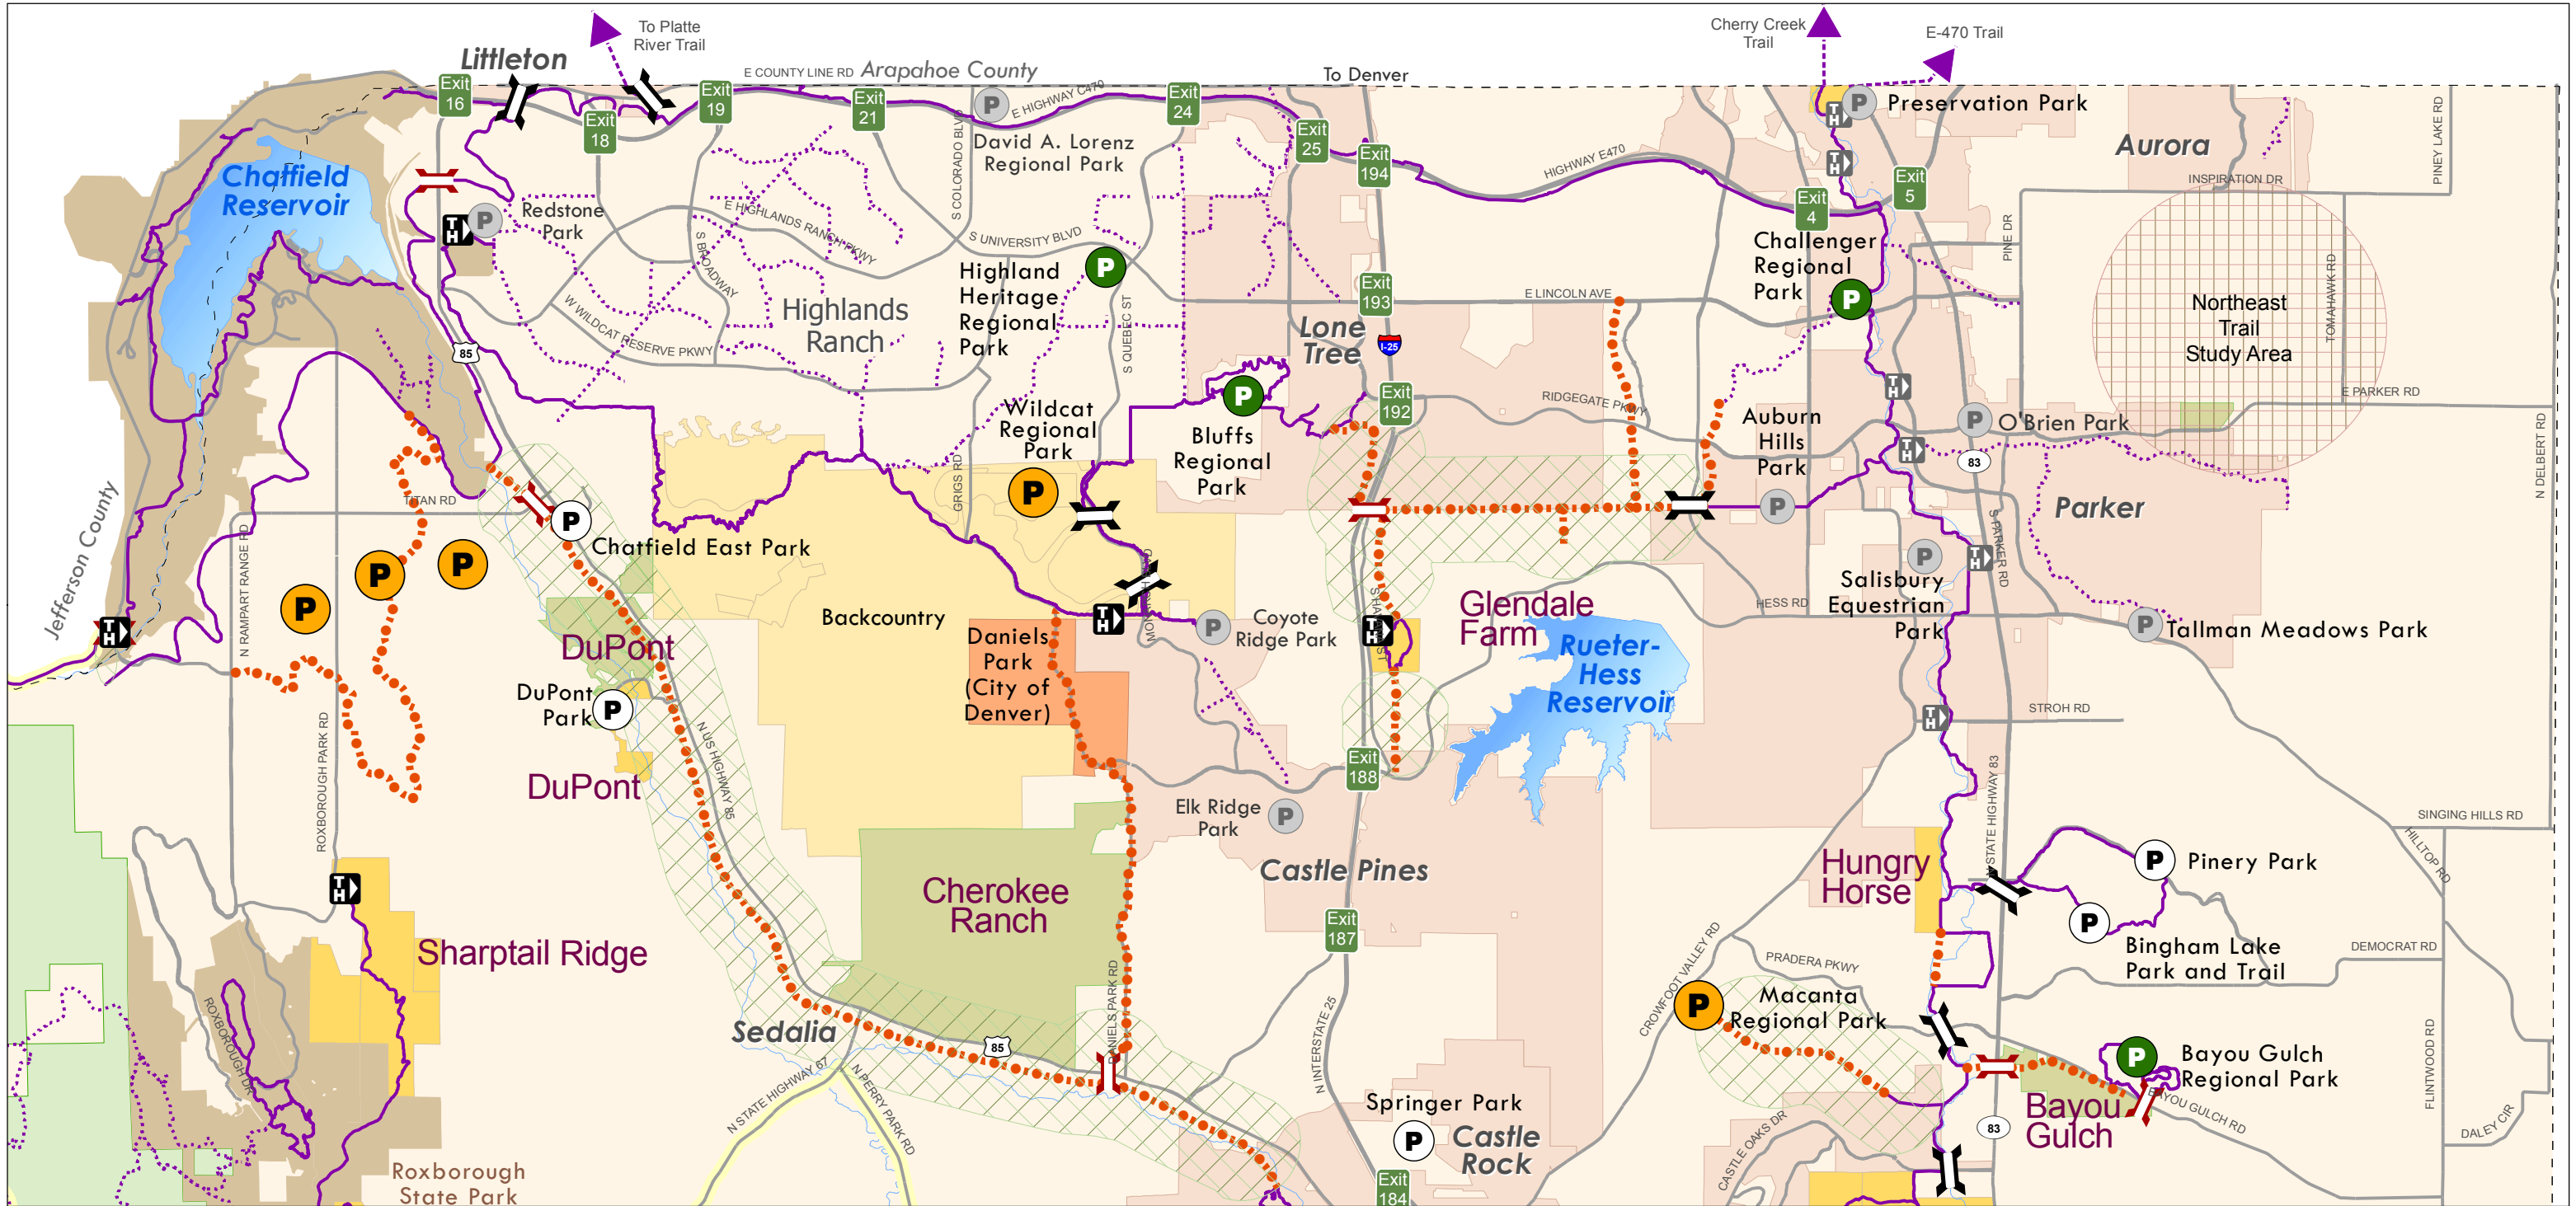 To Platte
River Trail
Cherry Creek
Trail
E-470 Trail
Littleton
E COUNTY LINE RD
Arapahoe County
To Denver
Exit
16
Exit
18
Exit
19
Exit
21
E HIGHWAY C470
Exit
24
Exit
25
Exit
194
P
David A. Lorenz
Regional Park
S COLORADO BLVD
HIGHWAY E470
T
H
P
Preservation Park
T
H
Exit
4
Exit
5
Aurora
PINEY LAKE RD
INSPIRATION DR
Chatfield
Reservoir
T
H
P
Redstone
Park
E HIGHLANDS RANCH PKWY
S BROADWAY
S UNIVERSITY BLVD
Highland
Heritage
Regional
Park
P
S QUEBEC ST
Highlands
Ranch
W WILDCAT RESERVE PKWY
85
Exit
193
E LINCOLN AVE
Lone
Tree
I-25
Challenger
Regional
Park
P
PINE DR
TOMAHAWK RD
Northeast
Trail
Study Area
Exit
192
RIDGEGATE PKWY
P
Bluffs
Regional
Park
Wildcat
Regional
Park
P
GRIGS RD
Auburn
Hills
Park
P
T
H
T
H
P
O'Brien Park
83
E PARKER RD
N DELBERT RD
Parker
Jefferson County
TITAN RD
N RAMPART RANGE RD
P
Chatfield East Park
P
P
P
Backcountry
T
H
P
Coyote
Ridge Park
T
H
Glendale
Farm
Rueter-
Hess
Reservoir
HESS RD
P
Salisbury
Equestrian
Park
T
H
S PARKER RD
P
Tallman Meadows Park
T
H
DuPont
DuPont
Park
P
DuPont
N US HIGHWAY 85
Daniels
Park
(City of
Denver)
T
H
STROH RD
ROXBOROUGH PARK RD
Exit
188
Elk Ridge
Park
P
Castle Pines
STATE HIGHWAY 83
SINGING HILLS RD
HILLTOP RD
T
H
Sharptail Ridge
Cherokee
Ranch
Exit
187
Hungry
Horse
P
Pinery Park
P
Bingham Lake
Park and Trail
DEMOCRAT RD
CROWFOOT VALLEY RD
PRADERA PKWY
P
Macanta
Regional Park
ROXBOROUGH DR
Sedalia
85
N STATE HIGHWAY 67
N PERRY PARK RD
N INTERSTATE 25
P
Bayou Gulch
Regional Park
Bayou
Gulch
BAYOU GULCH RD
FLINTWOOD RD
DALEY CIR
83
CASTLE OAKS DR
Springer Park
P
Castle
Rock
Exit
184
Roxborough
State Park